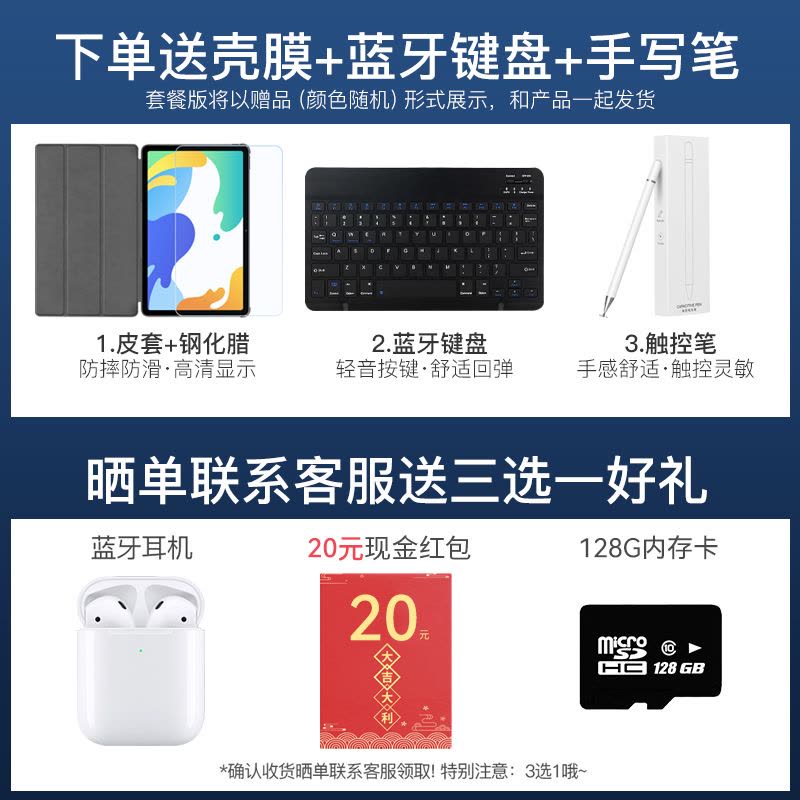 下单送壳膜+蓝牙键盘+手写笔
套餐版将以赠品(颜色随机)形式展示，和产品一起发货
1.皮套+钢化腊
防摔防滑·高清显示
2.蓝牙键盘
轻音按键·舒适回弹
CAPACITIVE PEN
3.触控笔
手感舒适·触控灵敏
晒单联系客服送三选一好礼
蓝牙耳机
20元现金红包
20元
大吉大利
128G内存卡
micro SD HC
10
128 GB
*确认收货晒单联系客服领取! 特别注意：3选1哦~